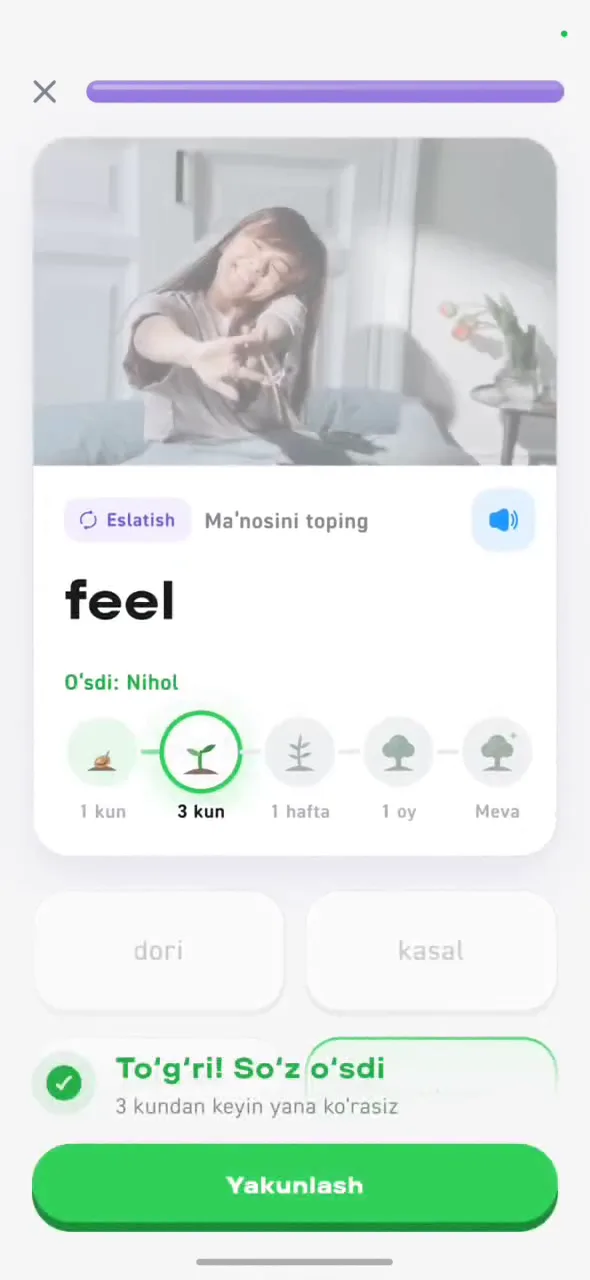 Eslatish Ma'nosini toping
feel
O'sdi: Nihol
1 kun 3 kun 1 hafta 1 oy Meva
dori kasal
To‘g‘ri! So‘z o‘sdi
3 kundan keyin yana ko'rasiz
Yakunlash